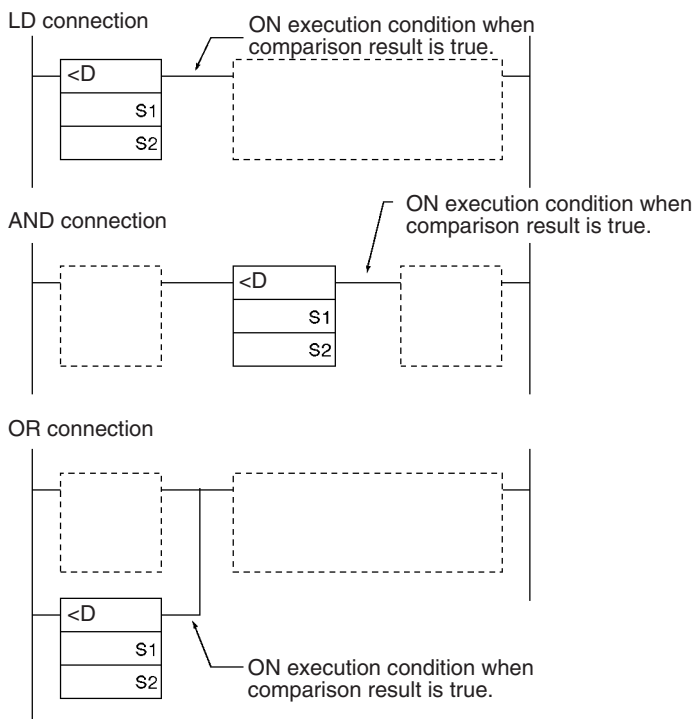 LD connection
ON execution condition when
comparison result is true.
<D
S1
S2
AND connection
ON execution condition when
comparison result is true.
<D
S1
S2
OR connection
<D
S1
S2
ON execution condition when
comparison result is true.